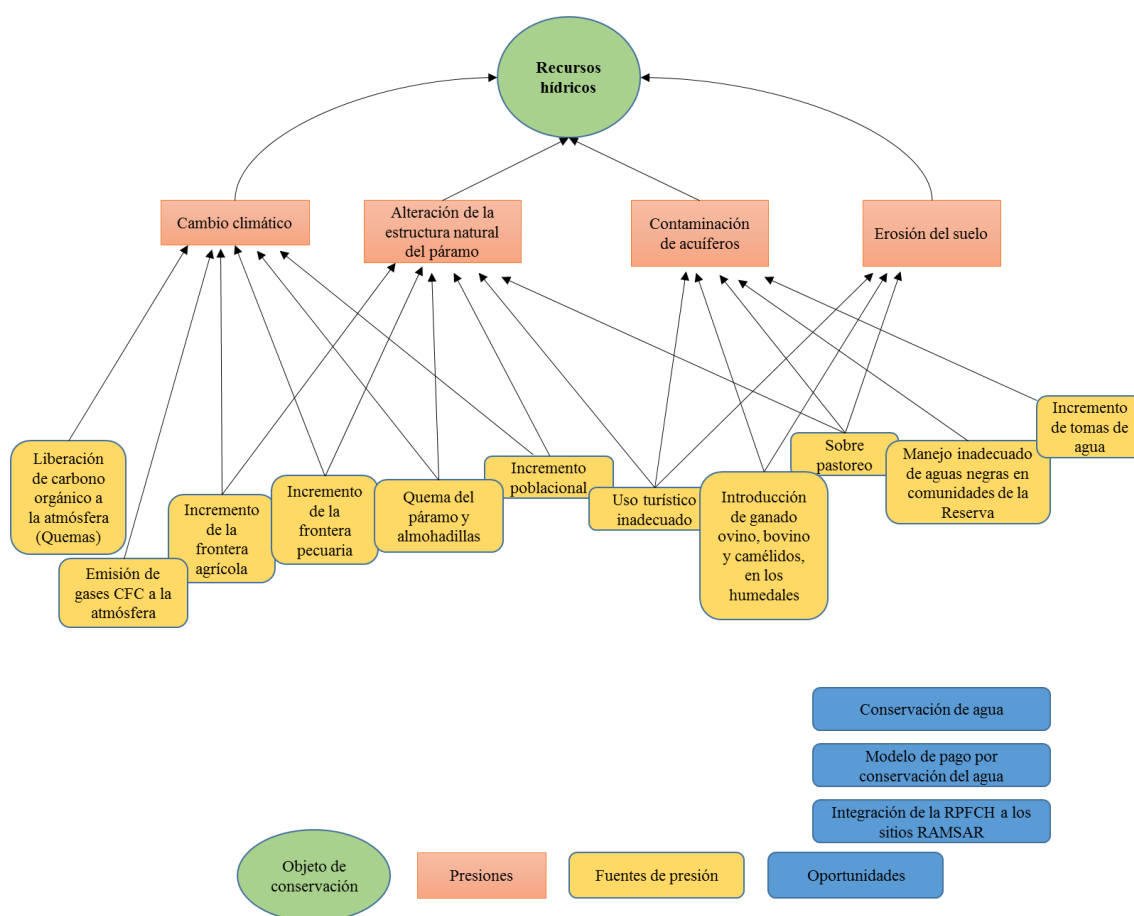 Recursos
hídricos
Cambio climático
Alteración de la
estructura natural
del páramo
Contaminación
de acuíferos
Erosión del suelo
Liberación
de carbono
orgánico a
la atmósfera
(Quemas)
Emisión de
gases CFC a la
atmósfera
Incremento
de la
frontera
agrícola
Incremento
de la
frontera
pecuaria
Quema del
páramo y
almohadillas
Incremento
poblacional
Uso turístico
inadecuado
Introducción
de ganado
ovino, bovino
y camélidos,
en los
humedales
Sobre
pastoreo
Manejo inadecuado
de aguas negras en
comunidades de la
Reserva
Incremento
de tomas de
agua
Conservación de agua
Modelo de pago por
conservación del agua
Integración de la RPFCH a los
sitios RAMSAR
Objeto de
conservación
Presiones
Fuentes de presión
Oportunidades